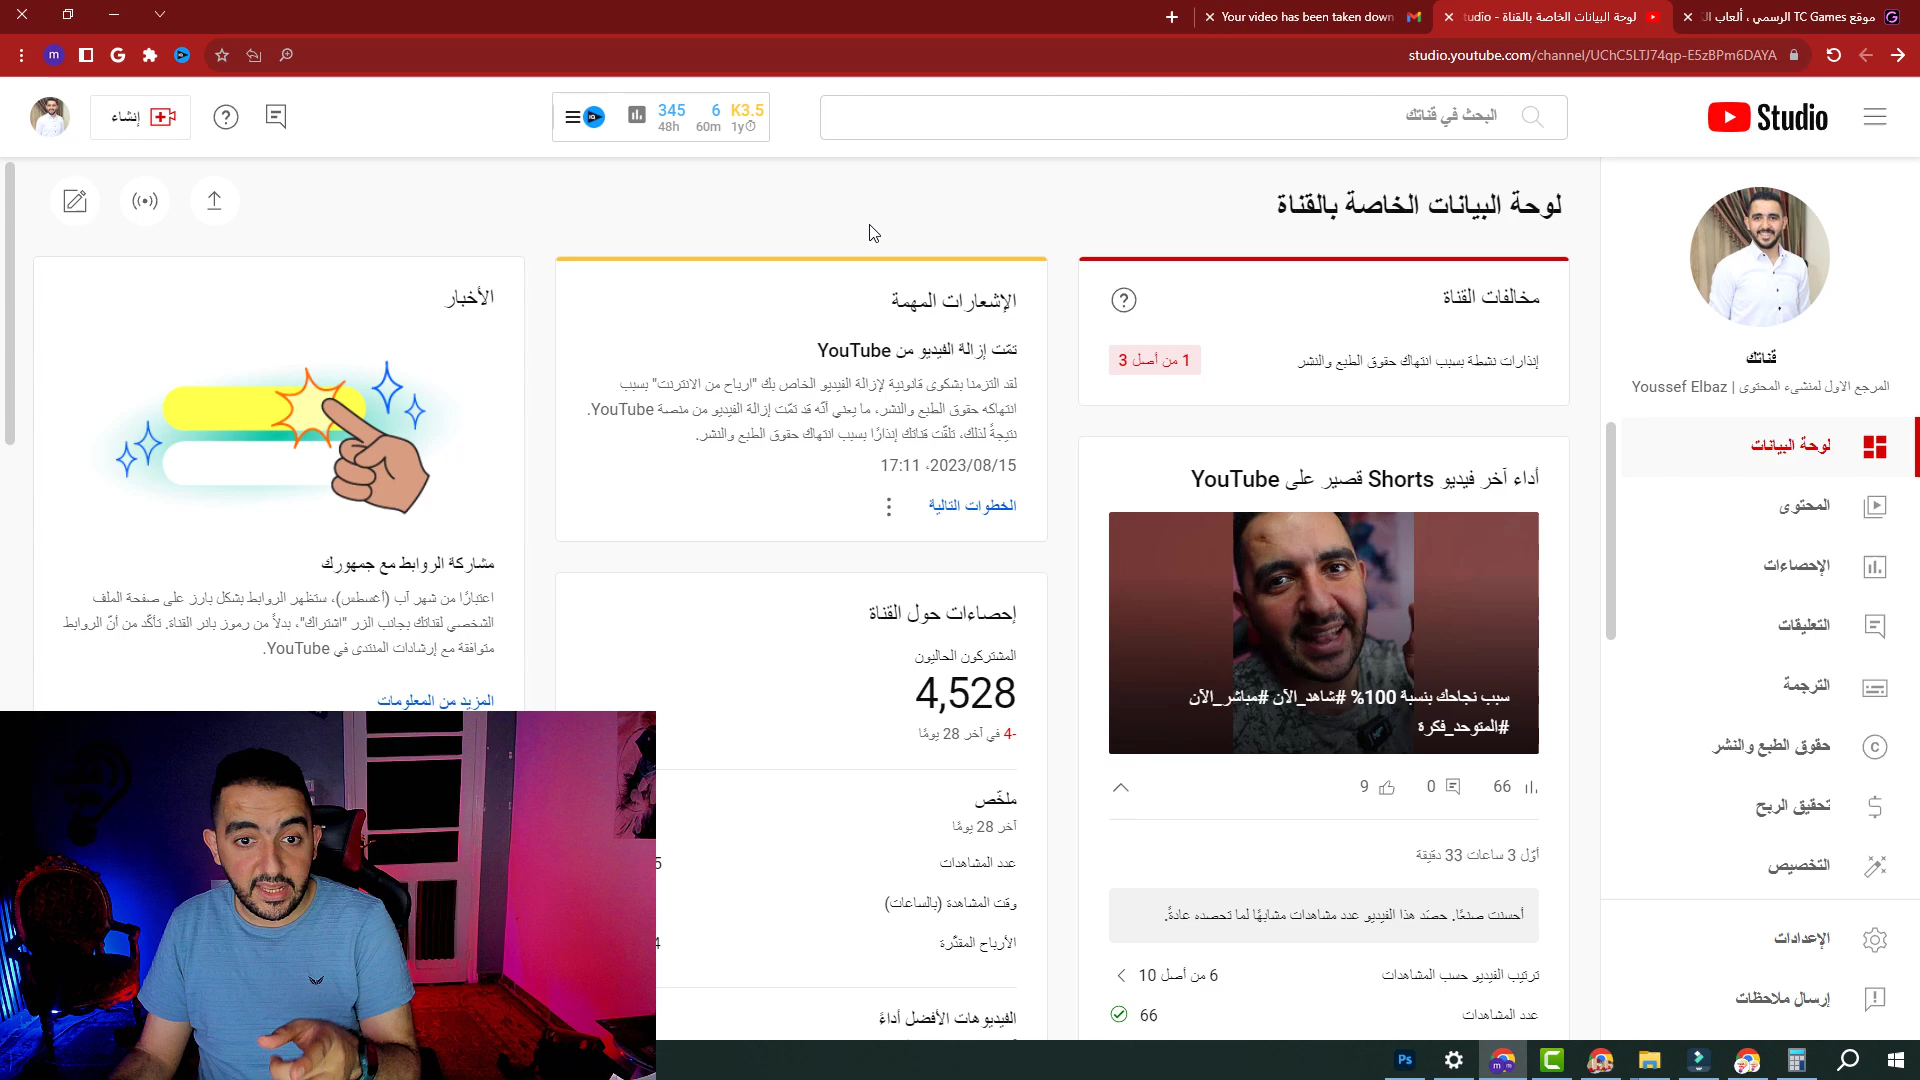 موقع TC Games الرسمي ، ألعاب الـ
لوحة البيانات الخاصة بالقناة - tudio
Your video has been taken down
studio.youtube.com/channel/UChC5LTJ74qp-E5zBPm6DAYA
Studio
البحث في قناتك
345 6 K3.5
48h 60m 1y
إنشاء
لوحة البيانات الخاصة بالقناة
قناتك
المرجع الاول لمنشىء المحتوى | Youssef Elbaz
لوحة البيانات
المحتوى
الإحصاءات
التعليقات
الترجمة
حقوق الطبع والنشر
تحقيق الربح
التخصيص
الإعدادات
إرسال ملاحظات
مخالفات القناة
إنذارات نشطة بسبب انتهاك حقوق الطبع والنشر
1 من أصل 3
أداء آخر فيديو Shorts قصير على YouTube
سبب نجاحك بنسبة 100% #شاهد_الآن #مباشر_الآن
#المتوحد_فكرة
66 0 9
أوّل 3 ساعات 33 دقيقة
أحسنت صنعًا. حصَد هذا الفيديو عدد مشاهدات مشابهًا لما تحصده عادةً.
ترتيب الفيديو حسب المشاهدات
6 من أصل 10
عدد المشاهدات
66
الإشعارات المهمة
تمّت إزالة الفيديو من YouTube
لقد التزمنا بشكوى قانونية لإزالة الفيديو الخاص بك "ارباح من الانترنت" بسبب
انتهاكه حقوق الطبع والنشر، ما يعني أنّه قد تمّت إزالة الفيديو من منصة YouTube.
نتيجةً لذلك، تلقّت قناتك إنذارًا بسبب انتهاك حقوق الطبع والنشر.
2023/08/15، 17:11
الخطوات التالية
إحصاءات حول القناة
المشتركون الحاليون
4,528
-4 في آخر 28 يومًا
ملخّص
آخر 28 يومًا
عدد المشاهدات
5
وقت المشاهدة (بالساعات)
الأرباح المقدَّرة
4
الفيديوهات الأفضل أداءً
الأخبار
مشاركة الروابط مع جمهورك
اعتبارًا من شهر آب (أغسطس)، ستظهر الروابط بشكل بارز على صفحة الملف
الشخصي لقناتك بجانب الزر "اشتراك"، بدلاً من رموز بانر القناة. تأكّد من أنّ الروابط
متوافقة مع إرشادات المنتدى في YouTube.
المزيد من المعلومات